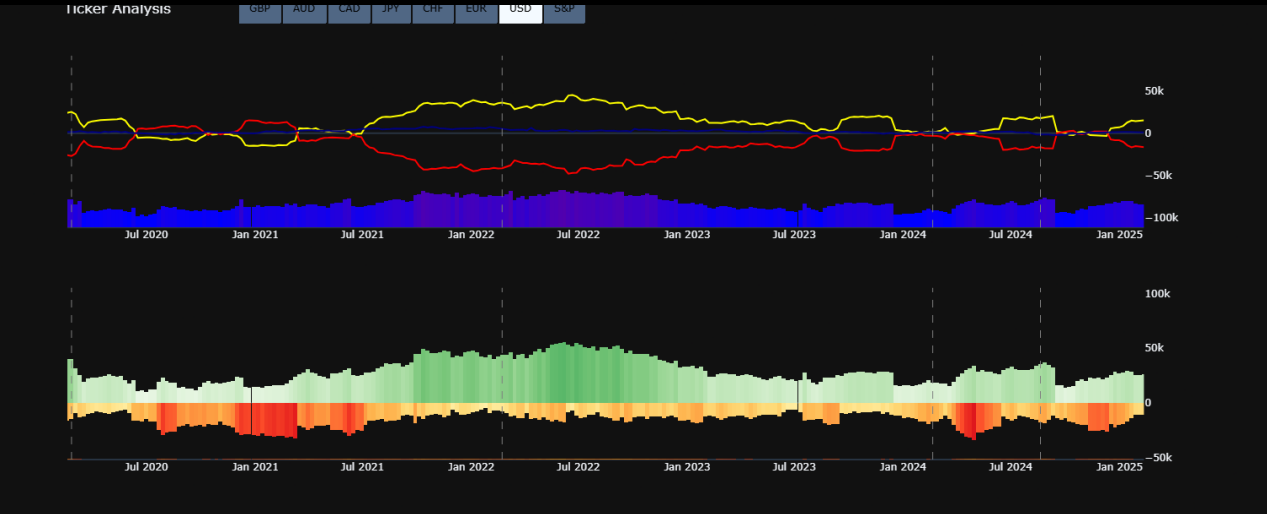 Ticker Analysis
GBP AUD CAD JPY CHF EUR USD S&P
50k
0
−50k
−100k
Jul 2020 Jan 2021 Jul 2021 Jan 2022 Jul 2022 Jan 2023 Jul 2023 Jan 2024 Jul 2024 Jan 2025
100k
50k
0
−50k
Jul 2020 Jan 2021 Jul 2021 Jan 2022 Jul 2022 Jan 2023 Jul 2023 Jan 2024 Jul 2024 Jan 2025